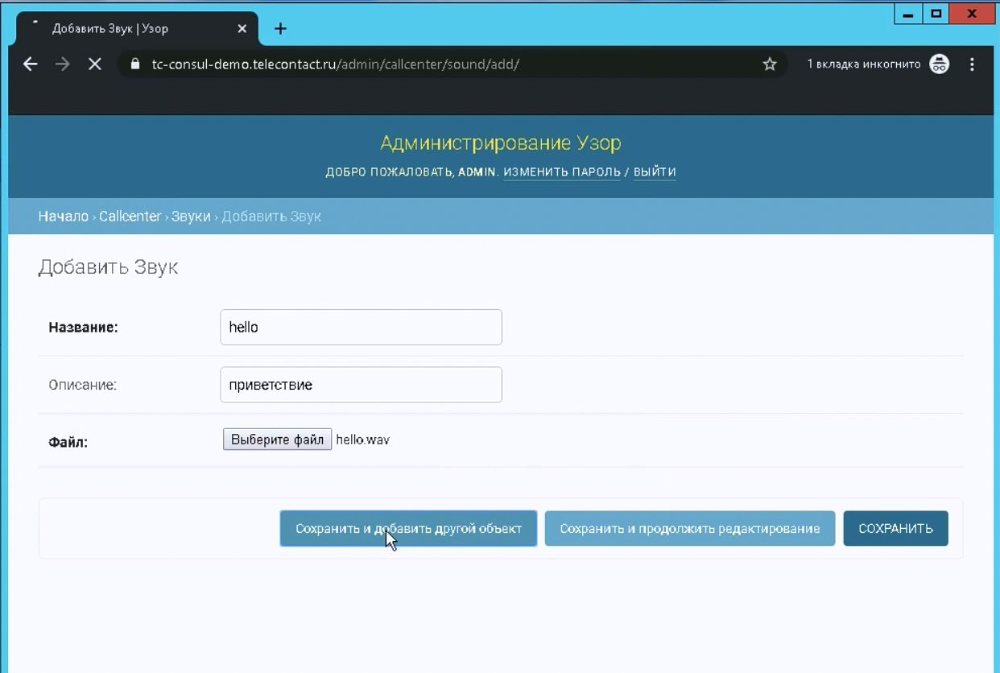 Добавить Звук | Узор
tc-consul-demo.telecontact.ru/admin/callcenter/sound/add/
1 вкладка инкогнито
Администрирование Узор
ДОБРО ПОЖАЛОВАТЬ, ADMIN. ИЗМЕНИТЬ ПАРОЛЬ / ВЫЙТИ
Начало › Callcenter › Звуки › Добавить Звук
Добавить Звук
Название: hello
Описание: приветствие
Файл: Выберите файл hello.wav
Сохранить и добавить другой объект Сохранить и продолжить редактирование СОХРАНИТЬ